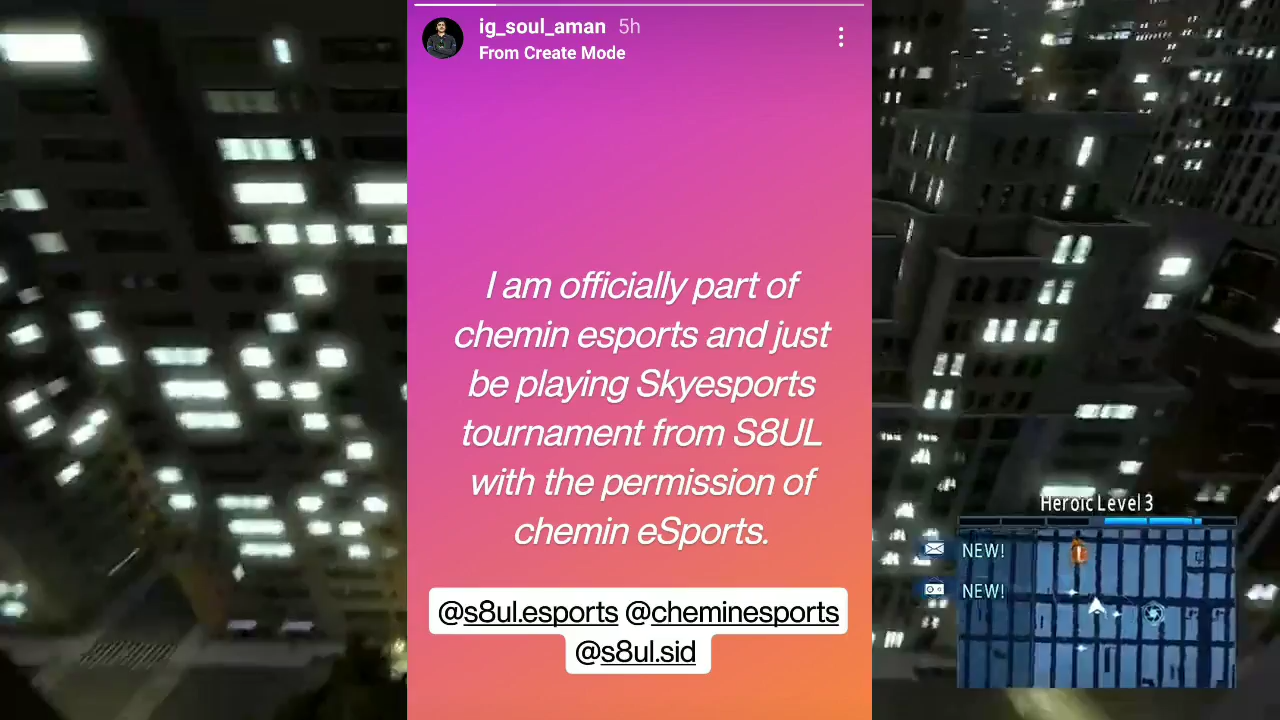 ig_soul_aman 5h
From Create Mode
I am officially part of
chemin esports and just
be playing Skyesports
tournament from S8UL
with the permission of
chemin eSports.
@s8ul.esports @cheminesports
@s8ul.sid
Heroic Level 3
NEW!
NEW!